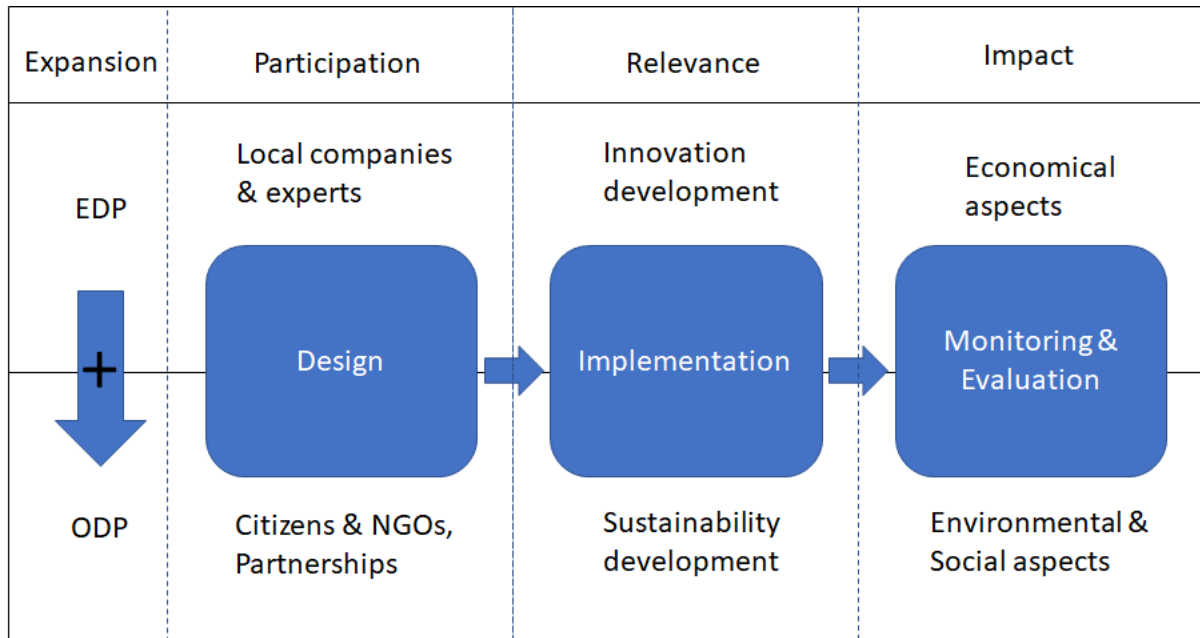 Expansion
Participation
Relevance
Impact
EDP
Local companies
& experts
Innovation
development
Economical
aspects
+
Design
Implementation
Monitoring &
Evaluation
ODP
Citizens & NGOs,
Partnerships
Sustainability
development
Environmental &
Social aspects